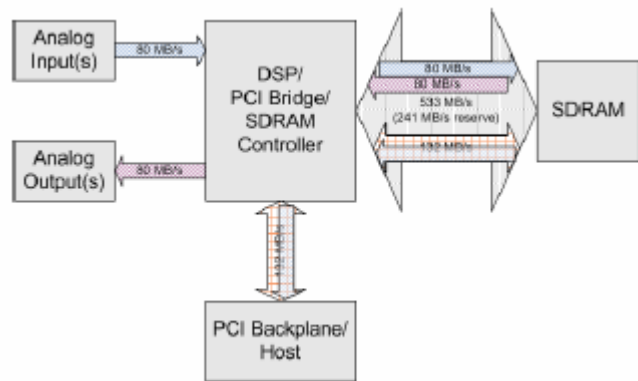 Analog
Input(s)
80 MB/s
DSP/
PCI Bridge/
SDRAM
Controller
80 MB/s
80 MB/s
533 MB/s
(241 MB/s reserve)
132 MB/s
SDRAM
Analog
Output(s)
80 MB/s
132 MB/s
PCI Backplane/
Host